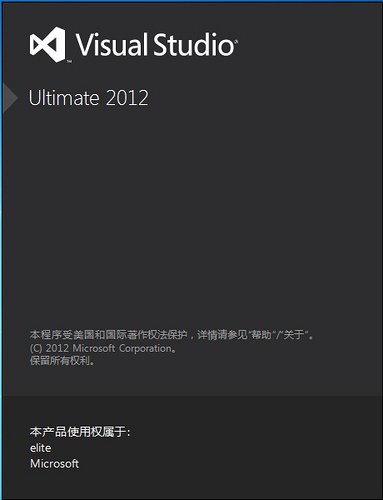 Visual Studio®
™
Ultimate 2012
本程序受美国和国际著作权法保护，详情请参见“帮助”/“关于”。
(C) 2012 Microsoft Corporation。
保留所有权利。
本产品使用权属于：
elite
Microsoft